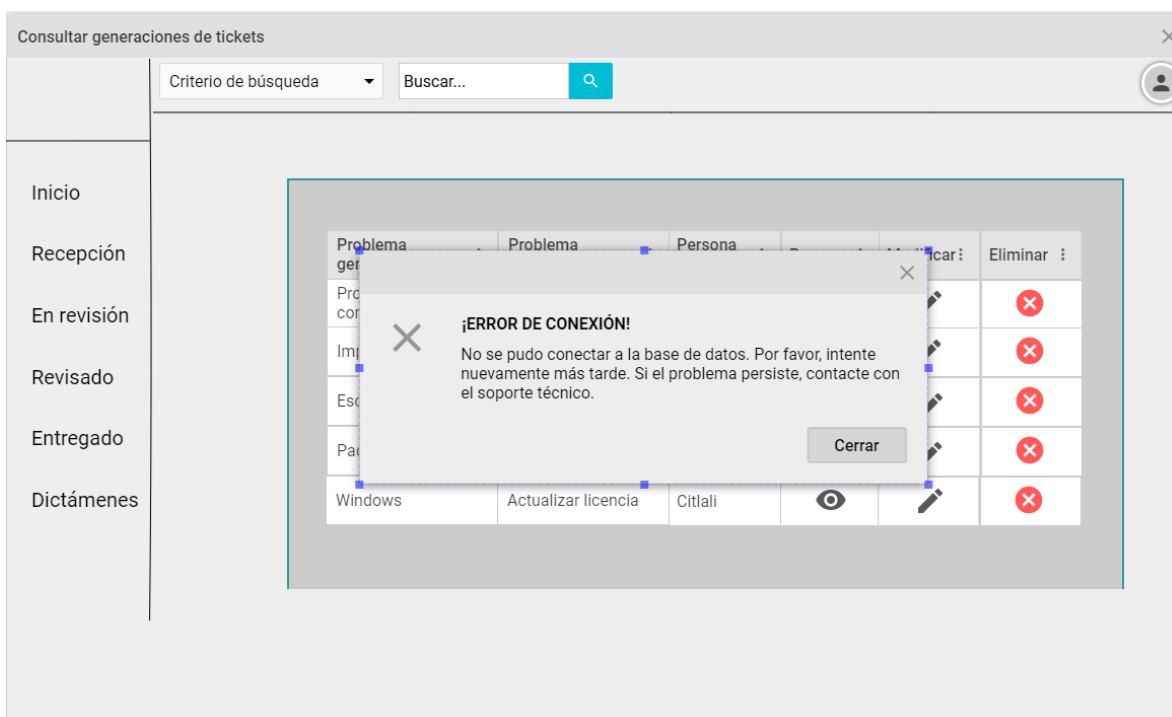 Consultar generaciones de tickets
Criterio de búsqueda
Buscar...
Inicio
Recepción
En revisión
Revisado
Entregado
Dictámenes
Problema
Problema
Persona
Eliminar
¡ERROR DE CONEXIÓN!
No se pudo conectar a la base de datos. Por favor, intente
nuevamente más tarde. Si el problema persiste, contacte con
el soporte técnico.
Cerrar
Windows Actualizar licencia Citlali